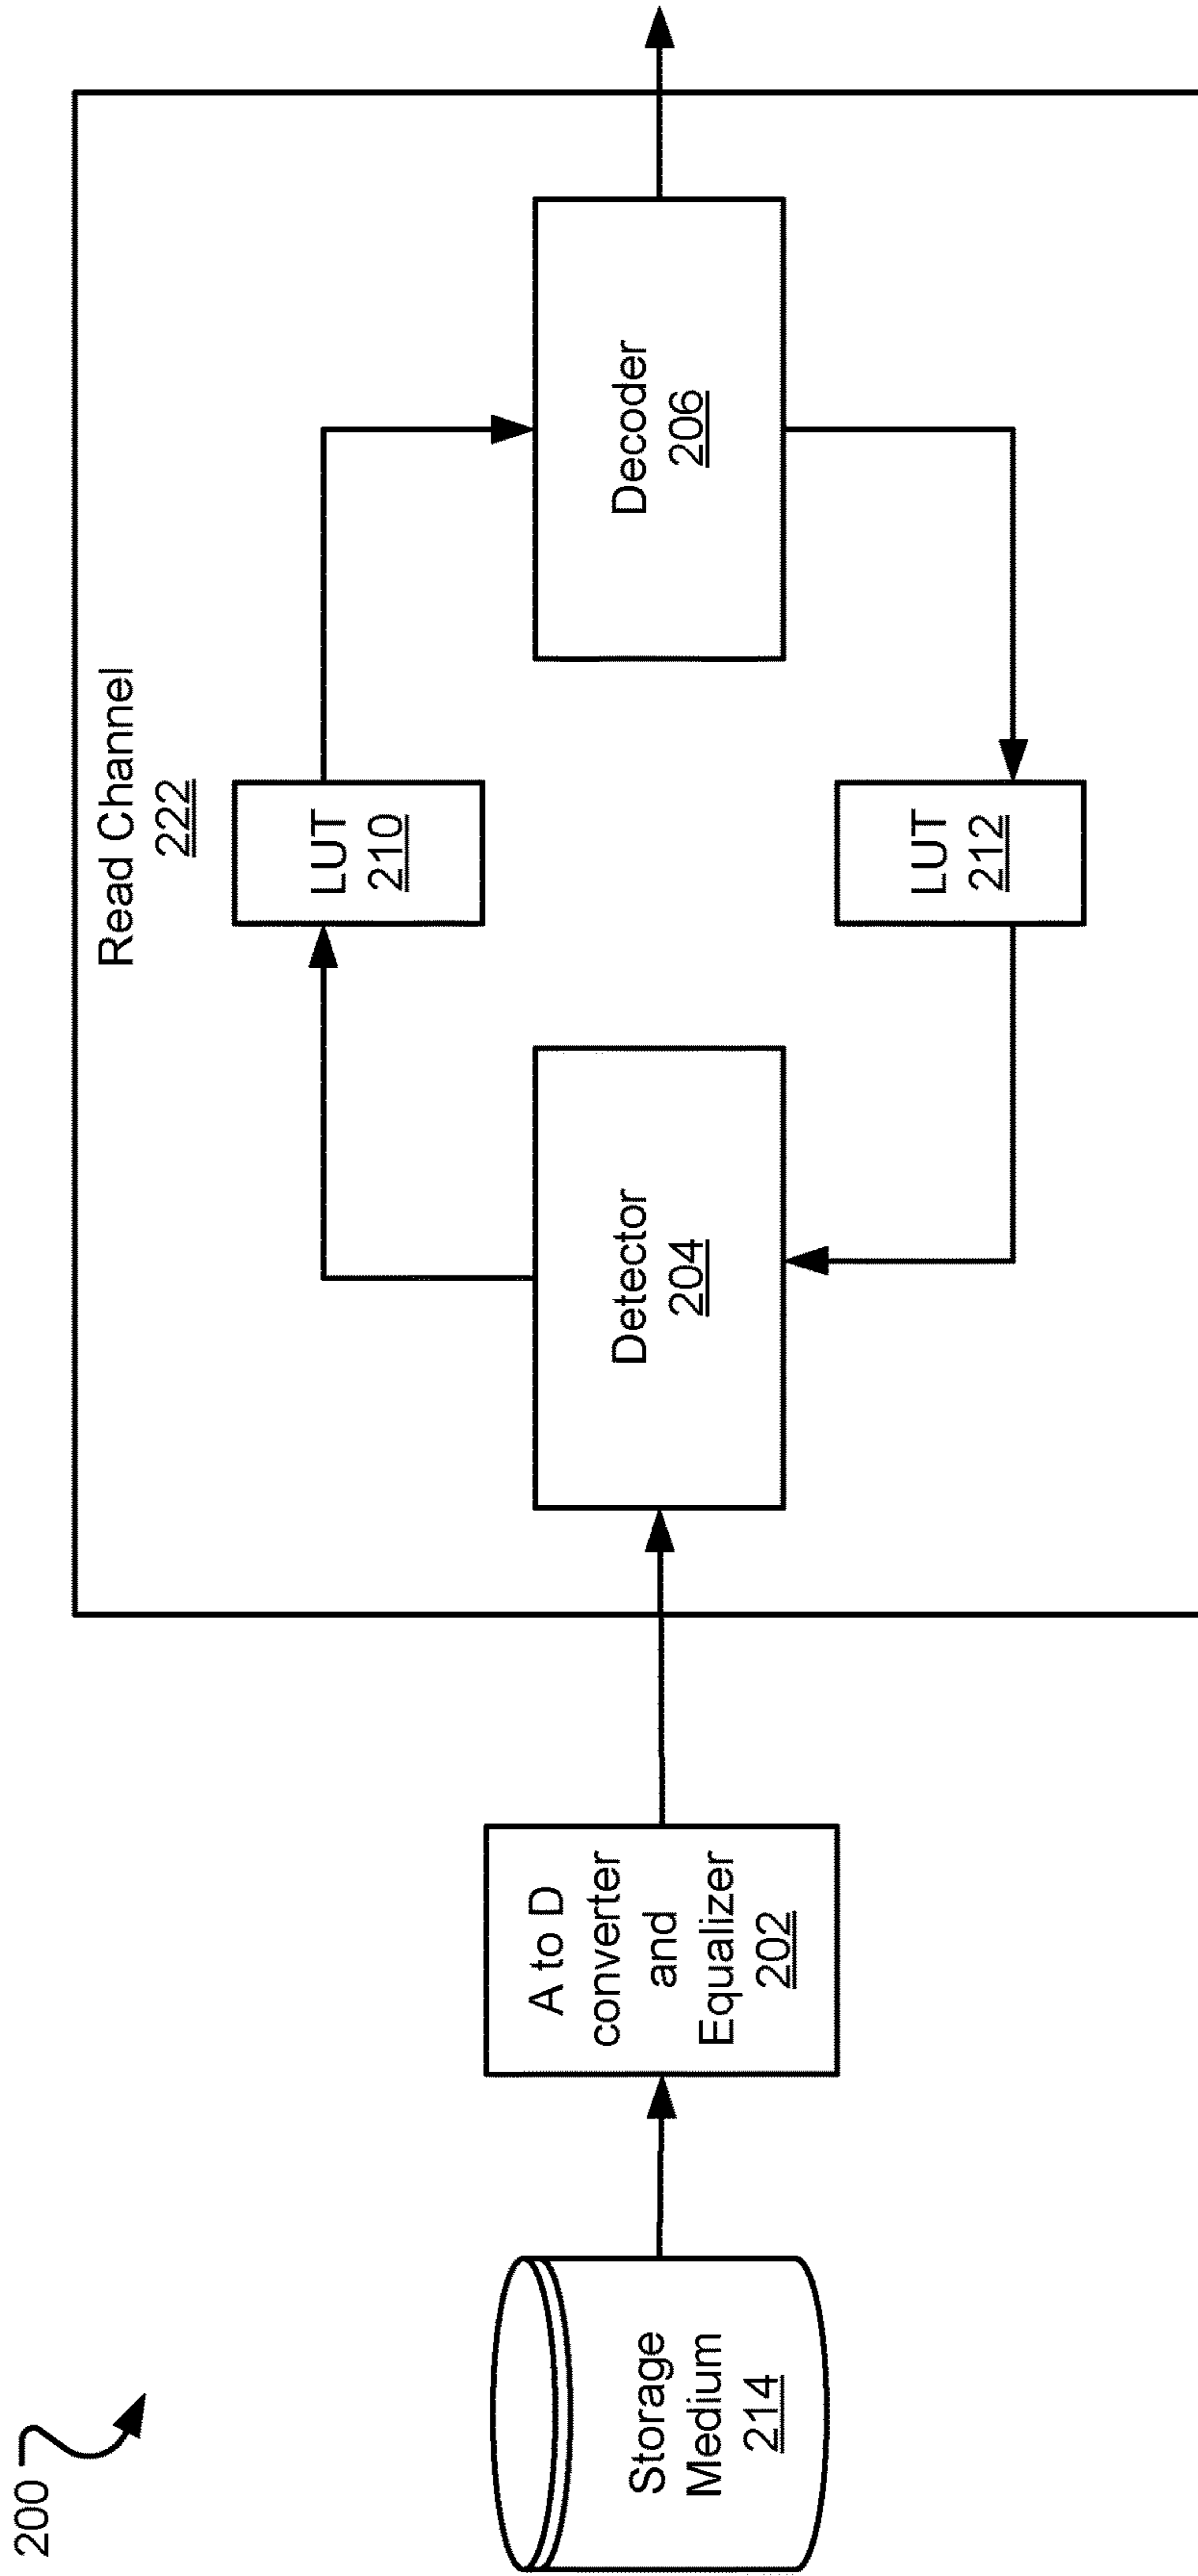 200
Read Channel
222
LUT
210
Storage
Medium
214
A to D
converter
and
Equalizer
202
Detector
204
Decoder
206
LUT
212